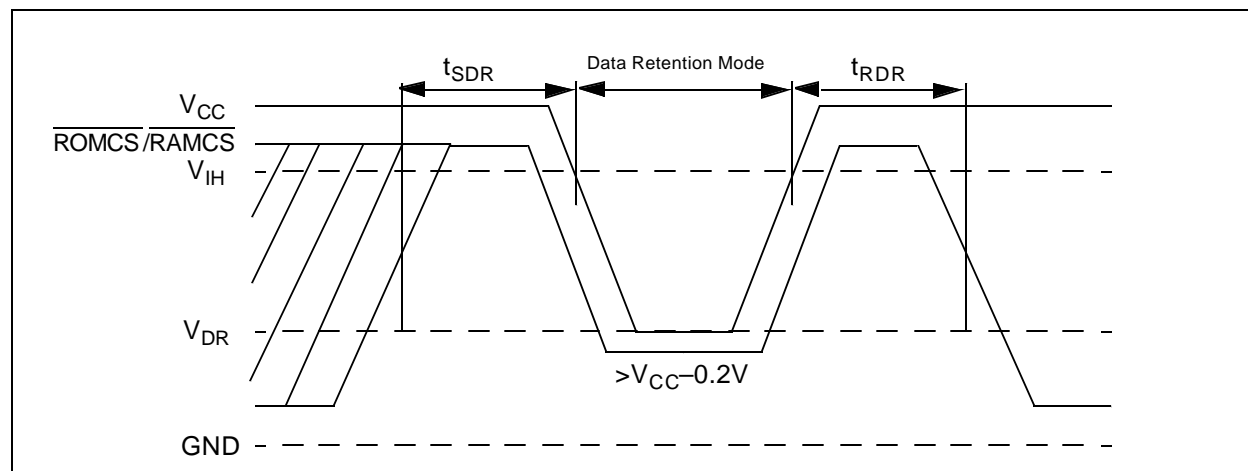 tSDR
Data Retention Mode
tRDR
VCC
ROMCS/RAMCS
VIH
VDR
>VCC–0.2V
GND